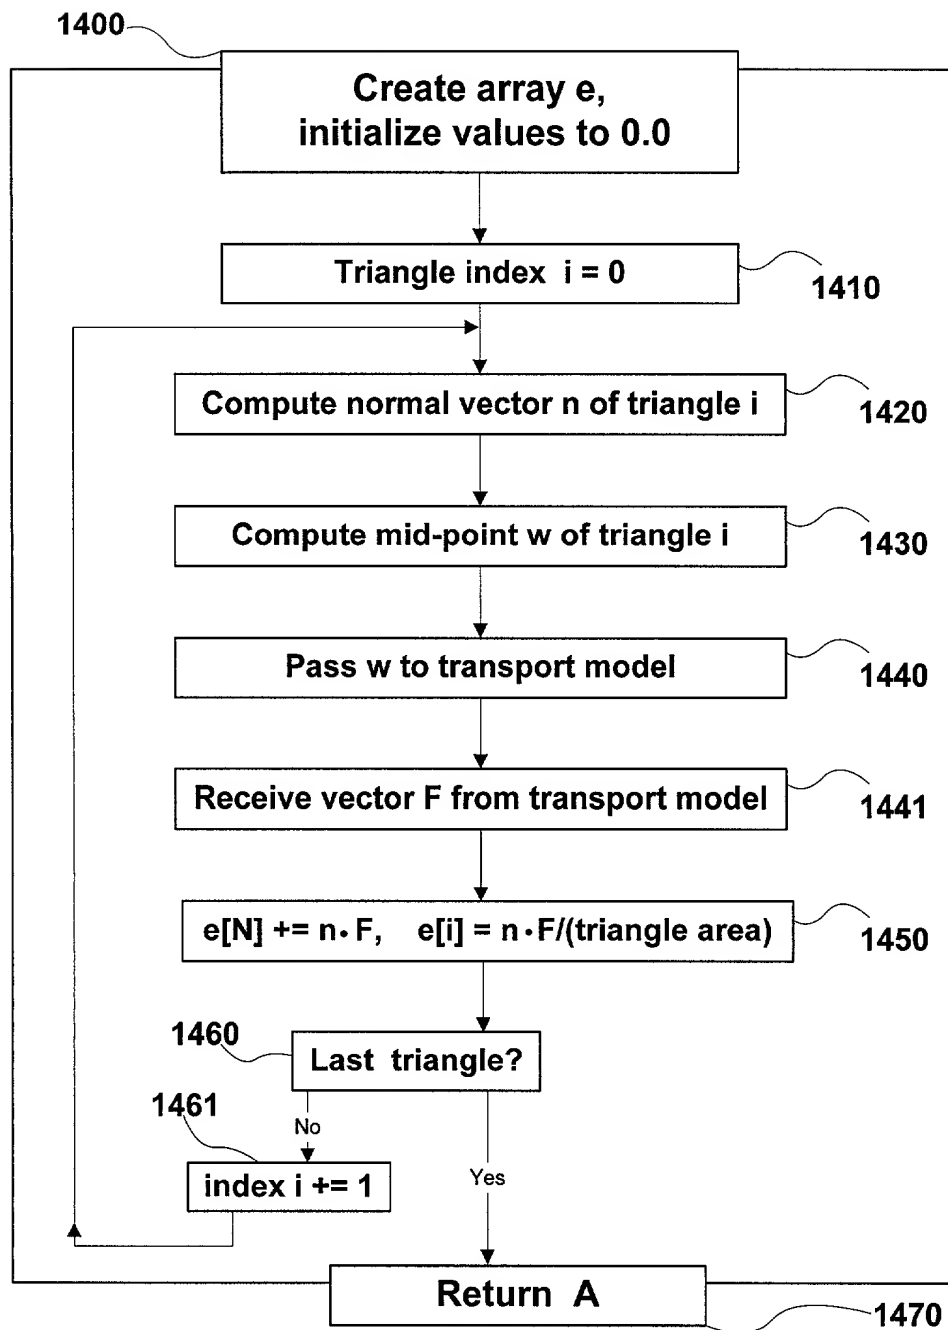 1400
Create array e,
initialize values to 0.0
Triangle index i = 0
1410
Compute normal vector n of triangle i
1420
Compute mid-point w of triangle i
1430
Pass w to transport model
1440
Receive vector F from transport model
1441
e[N] += n • F, e[i] = n • F/(triangle area)
1450
1460
Last triangle?
1461
No
index i += 1
Yes
Return A
1470